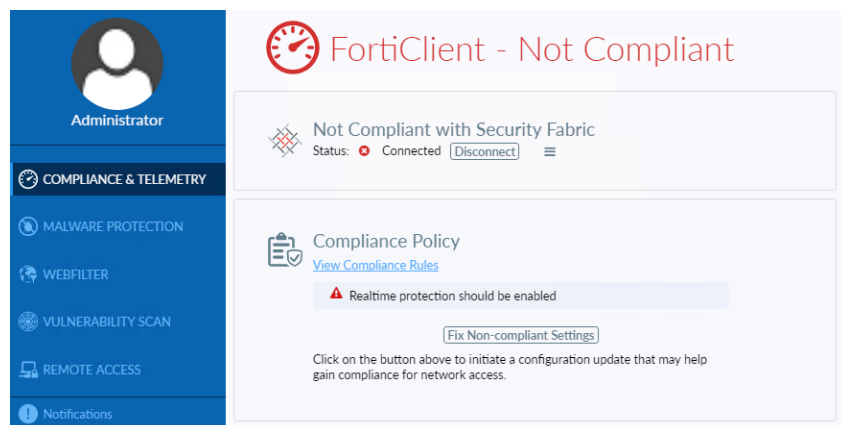 FortiClient - Not Compliant
Administrator
COMPLIANCE & TELEMETRY
MALWARE PROTECTION
WEBFILTER
VULNERABILITY SCAN
REMOTE ACCESS
Notifications
Not Compliant with Security Fabric
Status: Connected Disconnect
Compliance Policy
View Compliance Rules
Realtime protection should be enabled
Fix Non-compliant Settings
Click on the button above to initiate a configuration update that may help
gain compliance for network access.